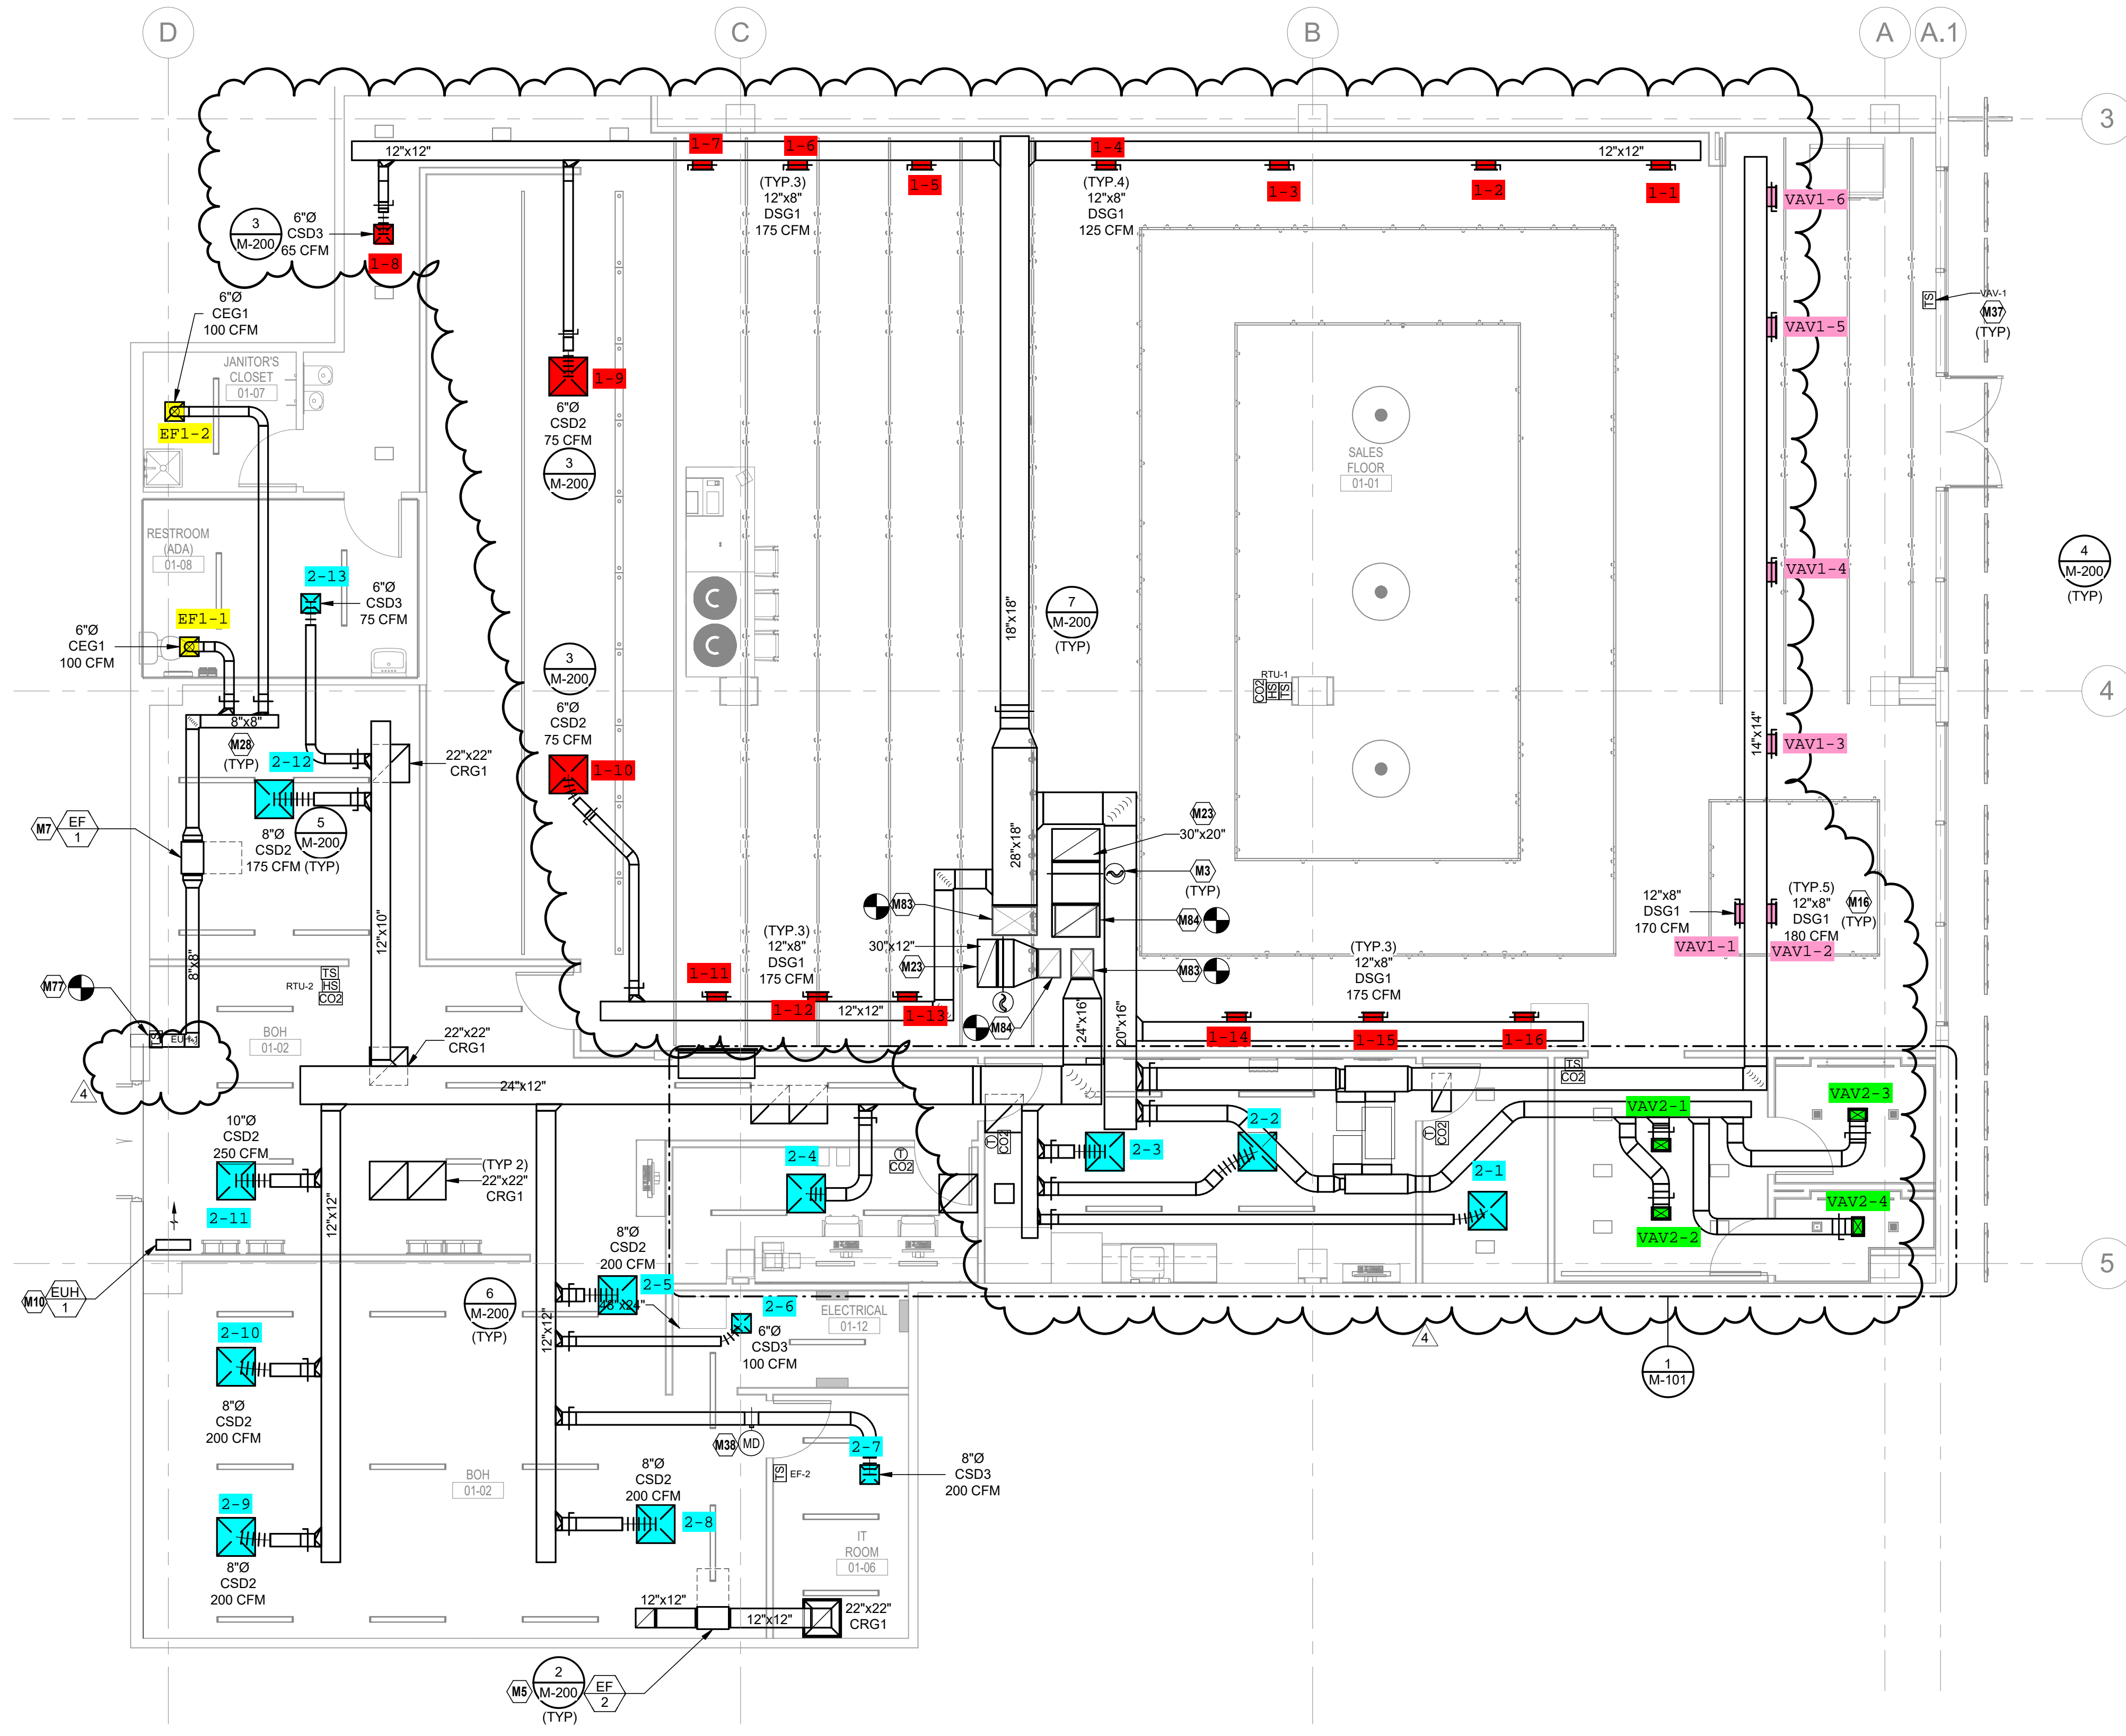 D
C
B
A
A.1
3
12"x12"
1-7
1-6
1-5
1-4
1-3
1-2
1-1
12"x12"
(TYP.3)
12"x8"
DSG1
175 CFM
(TYP.4)
12"x8"
DSG1
125 CFM
VAV1-6
3
M-200
6"Ø
CSD3
65 CFM
1-8
6"Ø
CEG1
100 CFM
TS
VAV-1
M37
(TYP)
VAV1-5
JANITOR'S
CLOSET
01-07
EF1-2
1-9
6"Ø
CSD2
75 CFM
3
M-200
SALES
FLOOR
01-01
RESTROOM
(ADA)
01-08
2-13
6"Ø
CSD3
75 CFM
EF1-1
6"Ø
CEG1
100 CFM
18"x18"
7
M-200
(TYP)
VAV1-4
4
M-200
(TYP)
3
M-200
6"Ø
CSD2
75 CFM
RTU-1
CO2
HS
TS
4
8"x8"
M28
(TYP)
2-12
22"x22"
CRG1
1-10
14"x14"
VAV1-3
M7
EF
1
8"Ø
CSD2
175 CFM
5
M-200
(TYP)
28"x18"
M23
30"x20"
M3
(TYP)
M83
M84
12"x10"
12"x8"
DSG1
170 CFM
(TYP.5)
12"x8"
DSG1
180 CFM
M16
(TYP)
VAV1-1
VAV1-2
8"x8"
(TYP.3)
12"x8"
DSG1
175 CFM
30"x12"
M23
M83
(TYP.3)
12"x8"
DSG1
175 CFM
M77
RTU-2
TS
HS
CO2
1-11
1-12
12"x12"
1-13
M84
24"x16"
20"x16"
1-14
1-15
1-16
BOH
01-02
22"x22"
CRG1
4
24"x12"
TS
CO2
10"Ø
CSD2
250 CFM
(TYP 2)
22"x22"
CRG1
2-11
12"x12"
2-4
T
CO2
T
CO2
2-3
2-2
T
CO2
2-1
VAV2-1
VAV2-3
VAV2-2
VAV2-4
8"Ø
CSD2
200 CFM
2-5
48"x24"
2-6
6"Ø
CSD3
100 CFM
ELECTRICAL
01-12
5
M10
EUH
1
6
M-200
(TYP)
12"x12"
2-10
8"Ø
CSD2
200 CFM
4
1
M-101
M38
MD
2-7
8"Ø
CSD3
200 CFM
TS
EF-2
BOH
01-02
8"Ø
CSD2
200 CFM
2-8
2-9
8"Ø
CSD2
200 CFM
IT
ROOM
01-06
12"x12"
12"x12"
22"x22"
CRG1
M5
2
M-200
(TYP)
EF
2